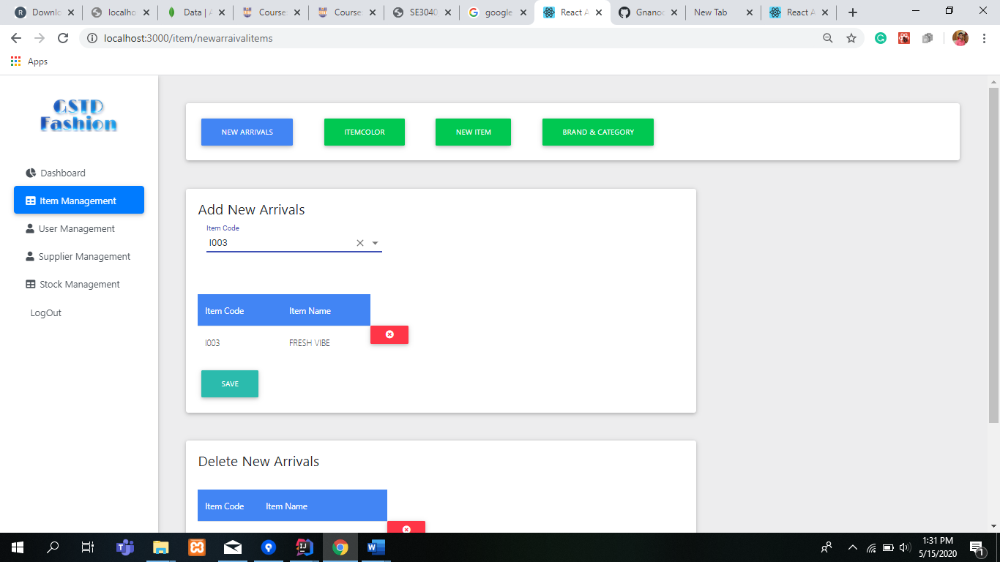 Downlo
localho
Data | A
Course
Course
SE3040
google
React A
Gnanoo
New Tab
React A
localhost:3000/item/newarraivalitems
Apps
GSTD
Fashion
NEW ARRIVALS
ITEMCOLOR
NEW ITEM
BRAND & CATEGORY
Dashboard
Item Management
User Management
Supplier Management
Stock Management
LogOut
Add New Arrivals
Item Code
I003
Item Code Item Name
I003 FRESH VIBE
SAVE
Delete New Arrivals
Item Code Item Name
1:31 PM
5/15/2020
1